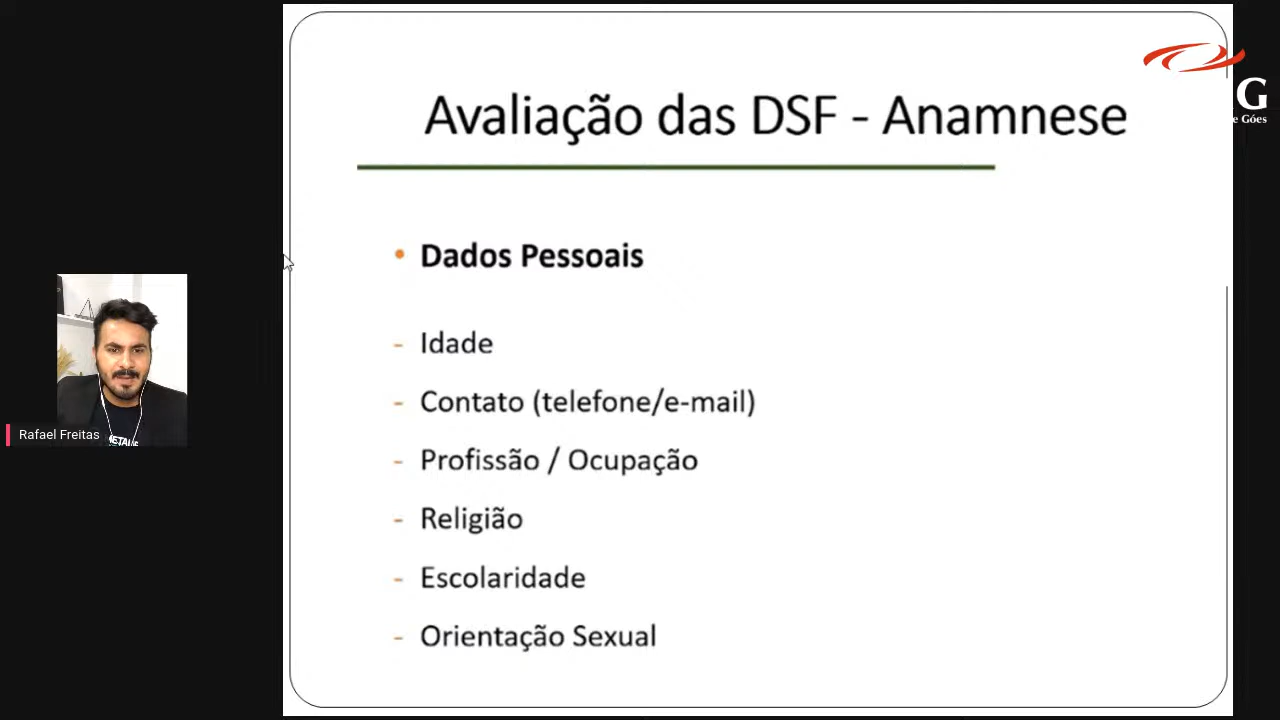 Avaliação das DSF - Anamnese
G
e Góes
• Dados Pessoais
- Idade
- Contato (telefone/e-mail)
- Profissão / Ocupação
- Religião
- Escolaridade
- Orientação Sexual
Rafael Freitas